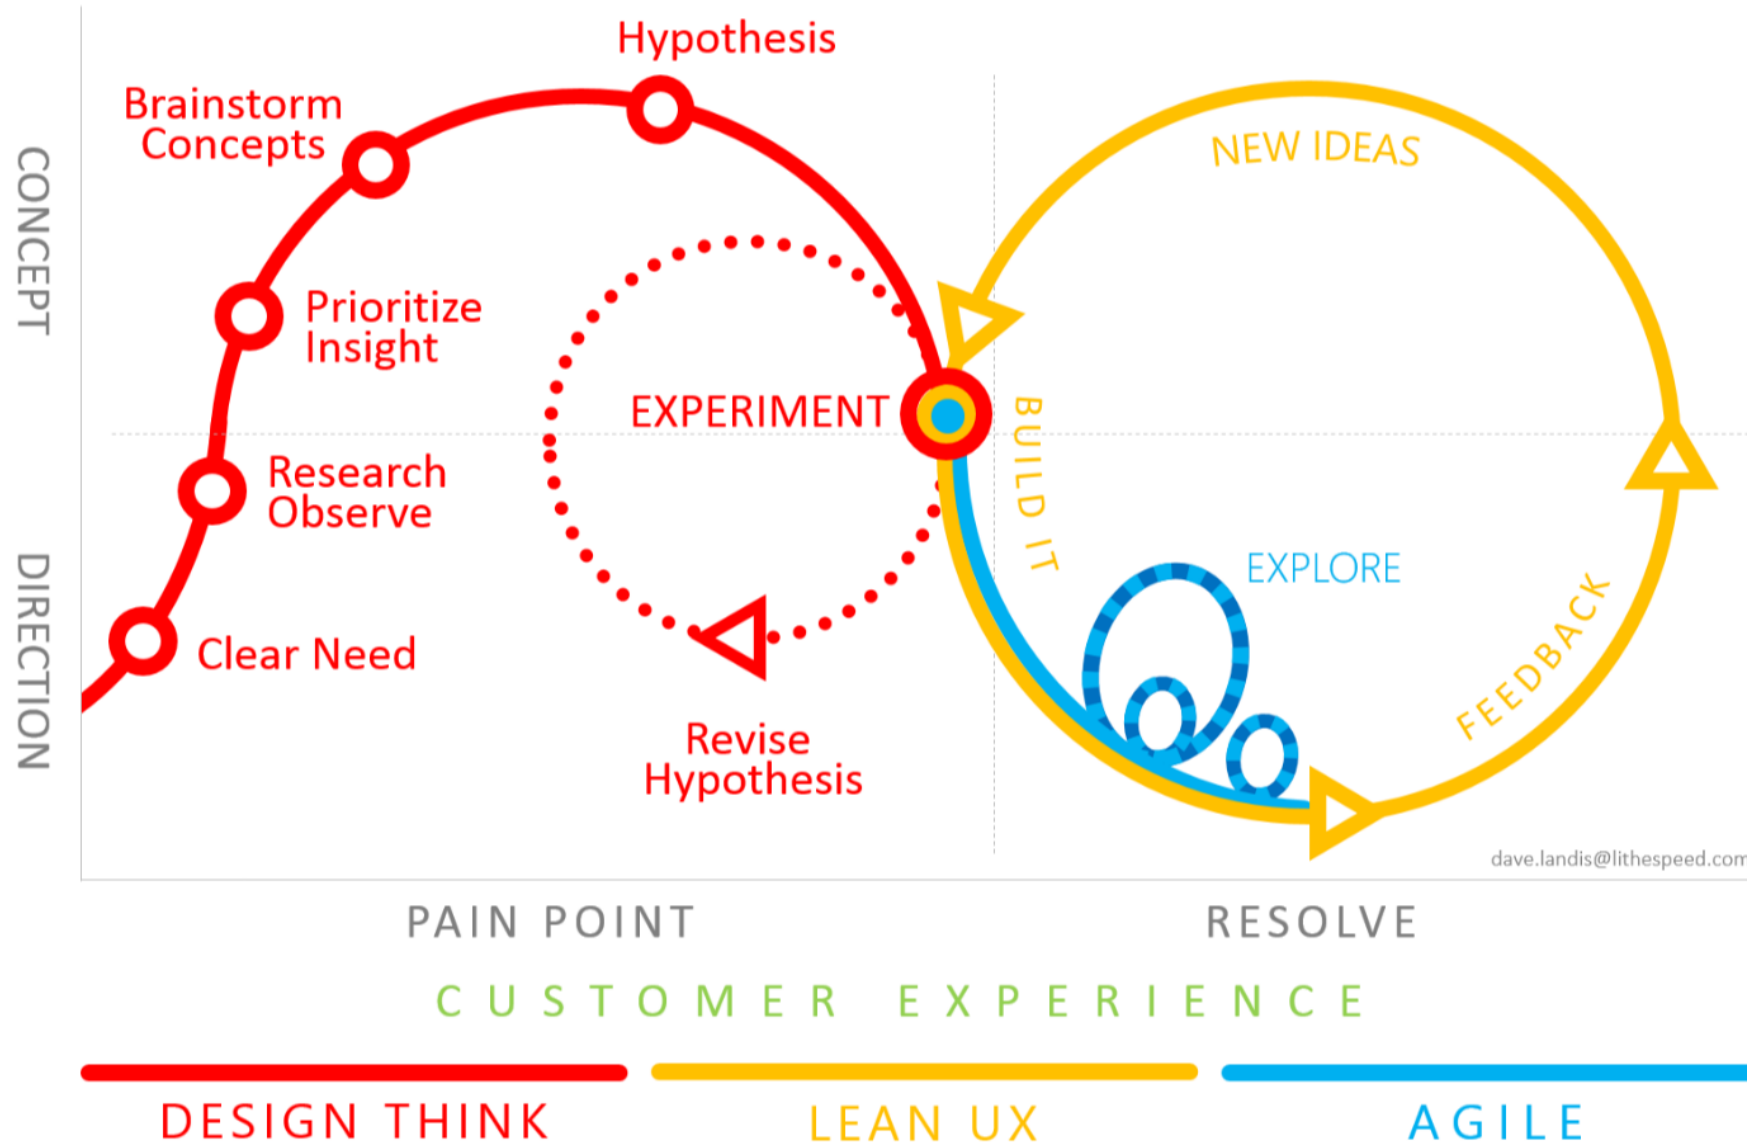 Hypothesis
Brainstorm
Concepts
NEW IDEAS
CONCEPT
Prioritize
Insight
EXPERIMENT
BUILD IT
Research
Observe
EXPLORE
FEEDBACK
DIRECTION
Clear Need
Revise
Hypothesis
dave.landis@lithespeed.com
PAIN POINT
RESOLVE
CUSTOMER EXPERIENCE
DESIGN THINK
LEAN UX
AGILE